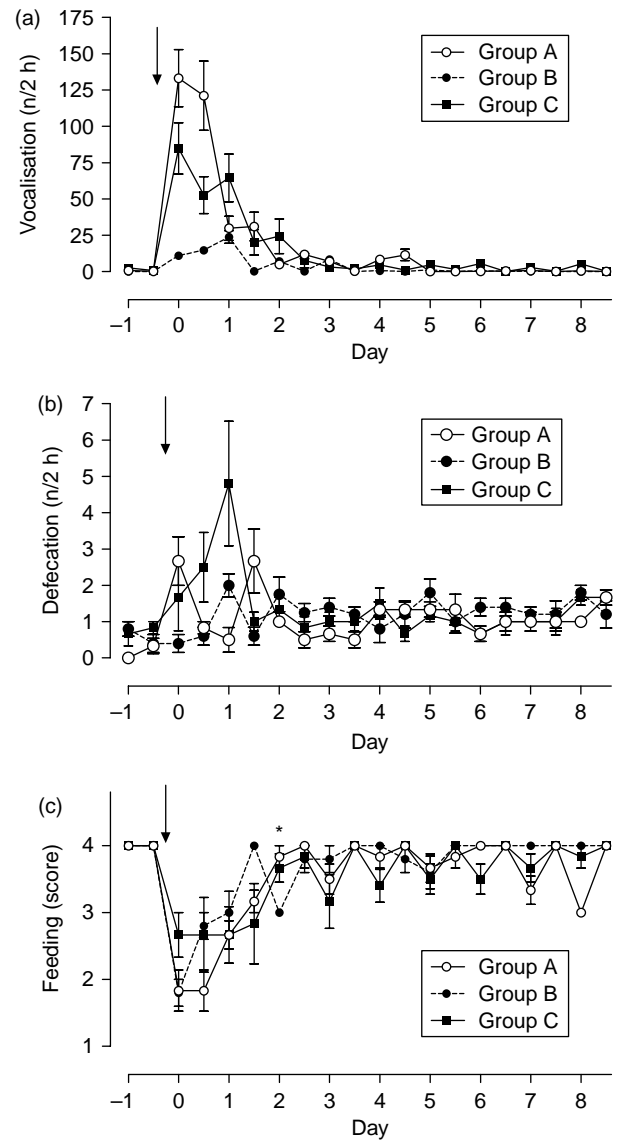 (a)
175
150
125
100
75
50
25
0
Vocalisation (n/2 h)
Group A
Group B
Group C
–1 0 1 2 3 4 5 6 7 8
Day
(b)
7
6
5
4
3
2
1
0
Defecation (n/2 h)
Group A
Group B
Group C
–1 0 1 2 3 4 5 6 7 8
Day
(c)
*
4
3
2
1
Feeding (score)
Group A
Group B
Group C
–1 0 1 2 3 4 5 6 7 8
Day